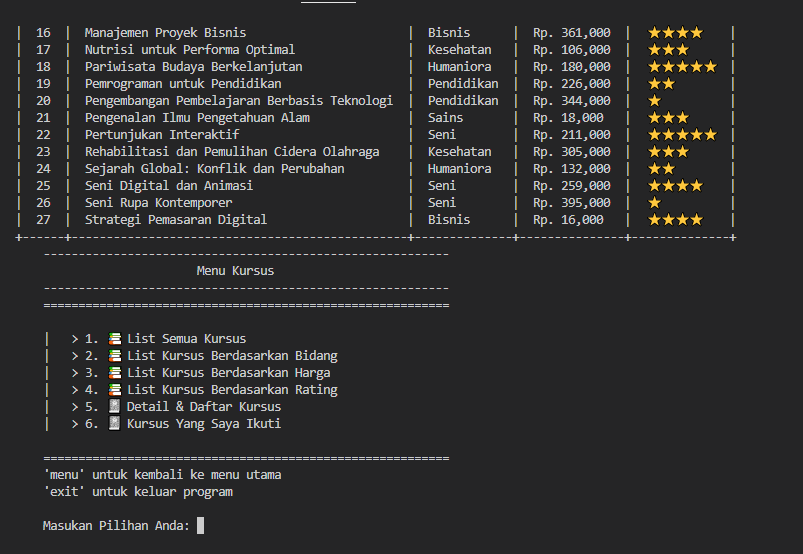 | 16 | Manajemen Proyek Bisnis | Bisnis | Rp. 361,000 | ★★★★ |
| 17 | Nutrisi untuk Performa Optimal | Kesehatan | Rp. 106,000 | ★★★ |
| 18 | Pariwisata Budaya Berkelanjutan | Humaniora | Rp. 180,000 | ★★★★★ |
| 19 | Pemrograman untuk Pendidikan | Pendidikan | Rp. 226,000 | ★★ |
| 20 | Pengembangan Pembelajaran Berbasis Teknologi | Pendidikan | Rp. 344,000 | ★ |
| 21 | Pengenalan Ilmu Pengetahuan Alam | Sains | Rp. 18,000 | ★★★ |
| 22 | Pertunjukan Interaktif | Seni | Rp. 211,000 | ★★★★★ |
| 23 | Rehabilitasi dan Pemulihan Cidera Olahraga | Kesehatan | Rp. 305,000 | ★★★ |
| 24 | Sejarah Global: Konflik dan Perubahan | Humaniora | Rp. 132,000 | ★★ |
| 25 | Seni Digital dan Animasi | Seni | Rp. 259,000 | ★★★★ |
| 26 | Seni Rupa Kontemporer | Seni | Rp. 395,000 | ★ |
| 27 | Strategi Pemasaran Digital | Bisnis | Rp. 16,000 | ★★★★ |
Menu Kursus
| > 1. 📚 List Semua Kursus
| > 2. 📚 List Kursus Berdasarkan Bidang
| > 3. 📚 List Kursus Berdasarkan Harga
| > 4. 📚 List Kursus Berdasarkan Rating
| > 5. Detail & Daftar Kursus
| > 6. Kursus Yang Saya Ikuti
'menu' untuk kembali ke menu utama
'exit' untuk keluar program
Masukan Pilihan Anda: